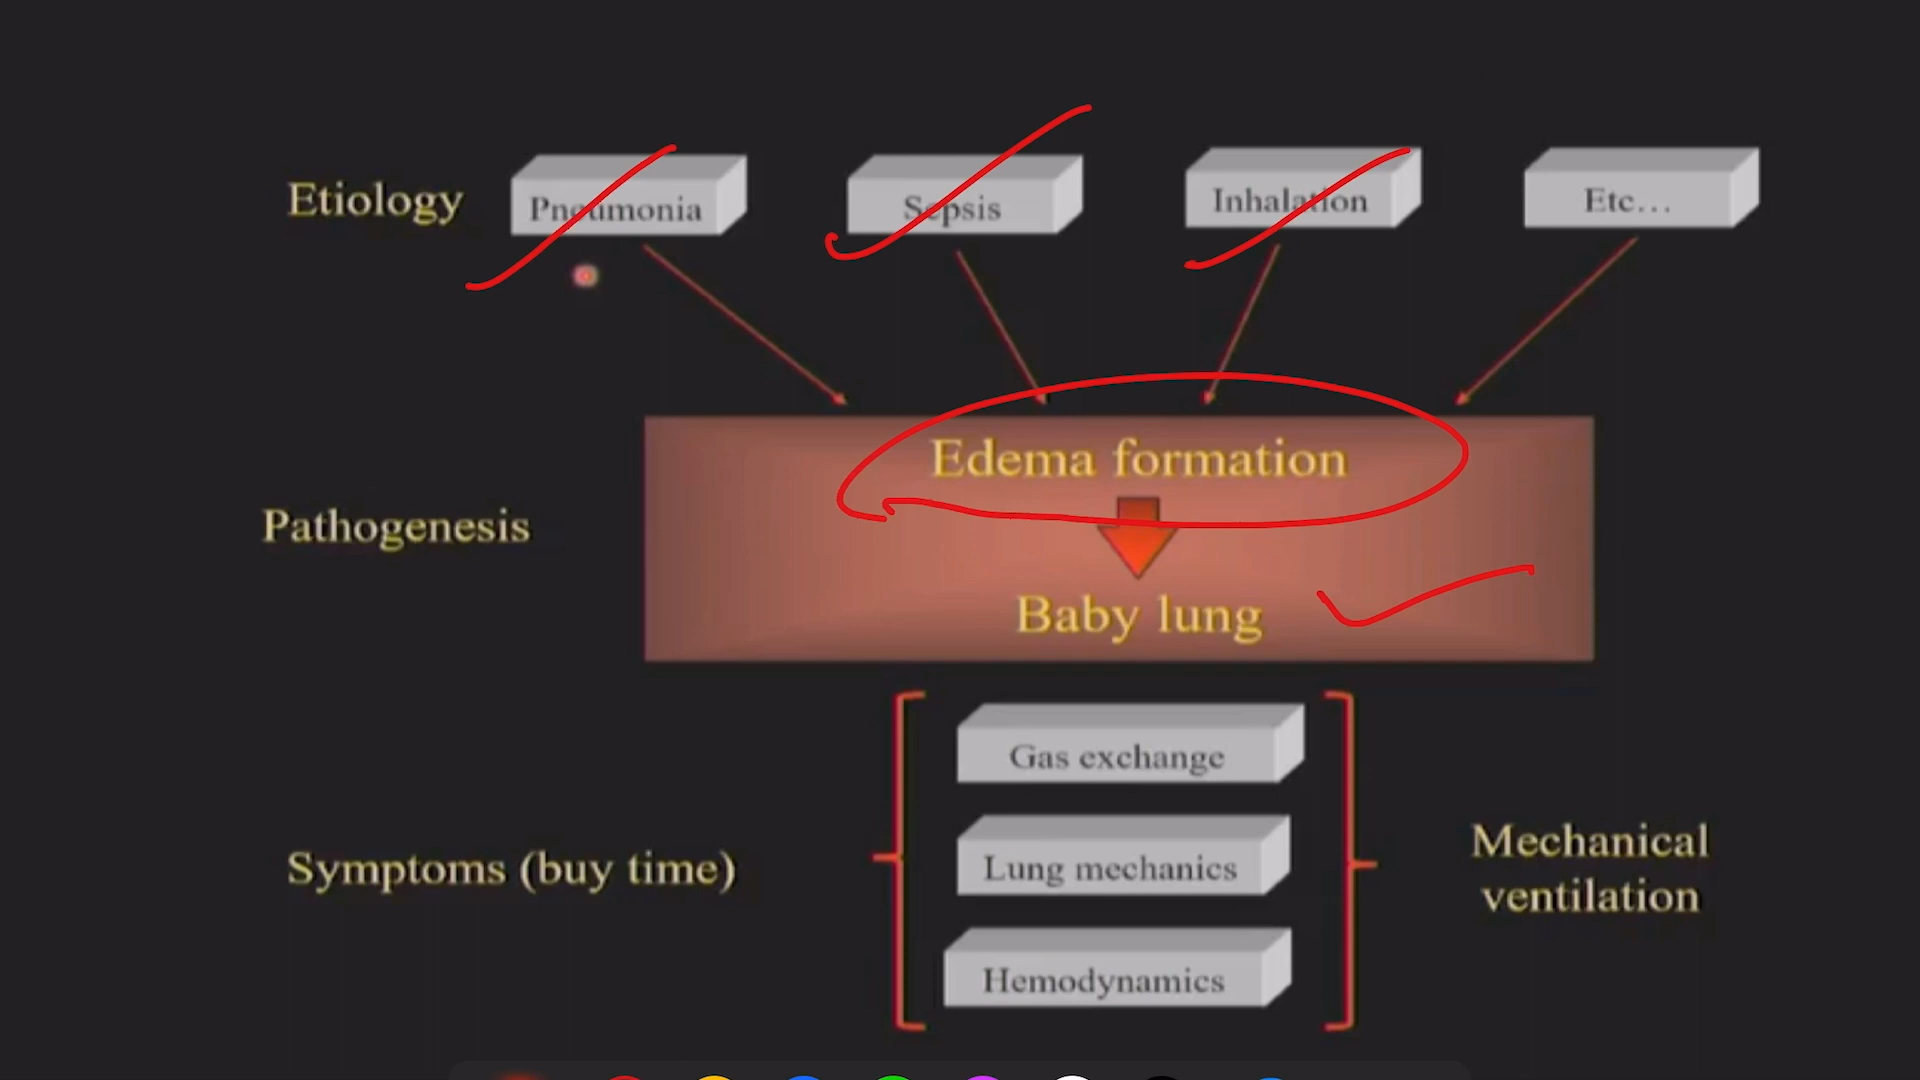 Etiology
Pneumonia
Sepsis
Inhalation
Etc...
Edema formation
Pathogenesis
Baby lung
Gas exchange
Symptoms (buy time)
Lung mechanics
Mechanical
ventilation
Hemodynamics